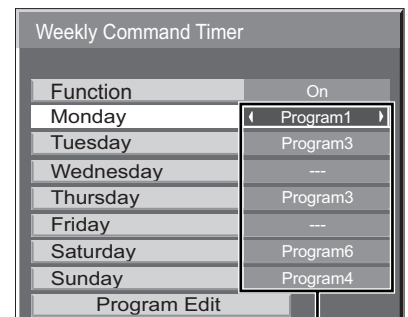 Weekly Command Timer
Function On
Monday Program1
Tuesday Program3
Wednesday ---
Thursday Program3
Friday ---
Saturday Program6
Sunday Program4
Program Edit